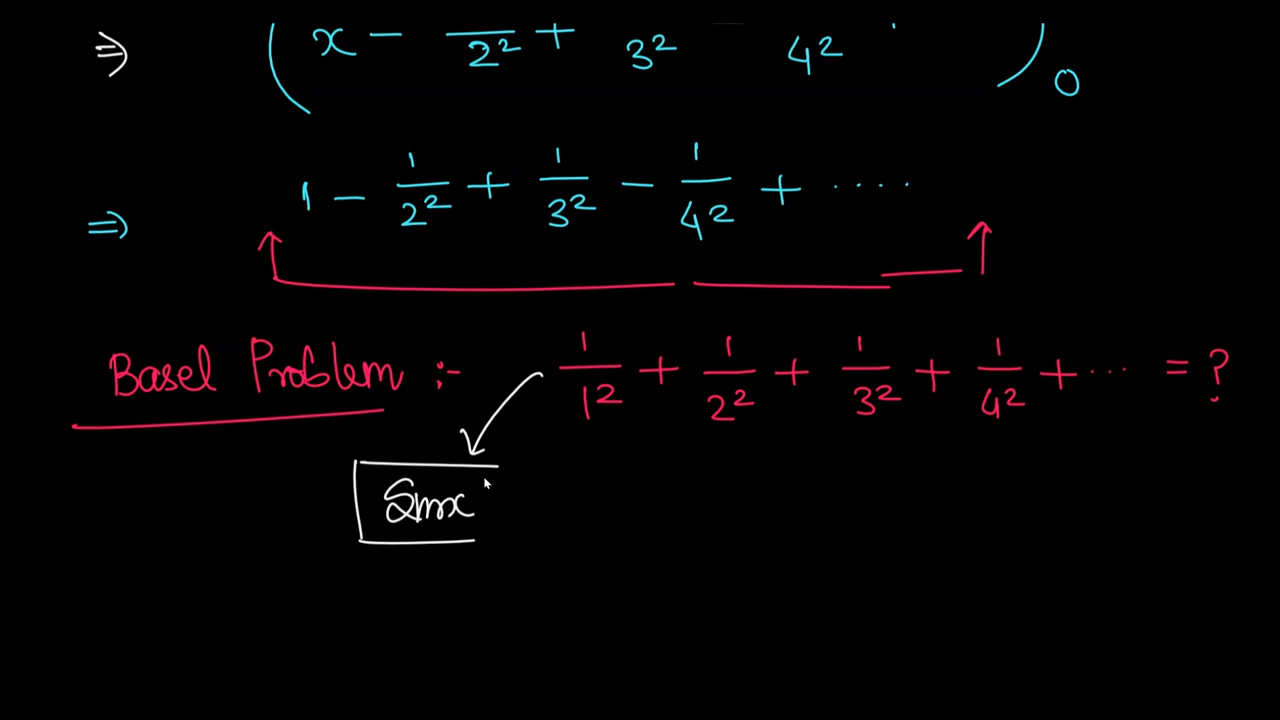 ⇒ ( x - 2² + 3² 4² )₀
⇒ 1 - 1/2² + 1/3² - 1/4² + ····
Basel Problem :- 1/1² + 1/2² + 1/3² + 1/4² + ··· = ?
Sinx